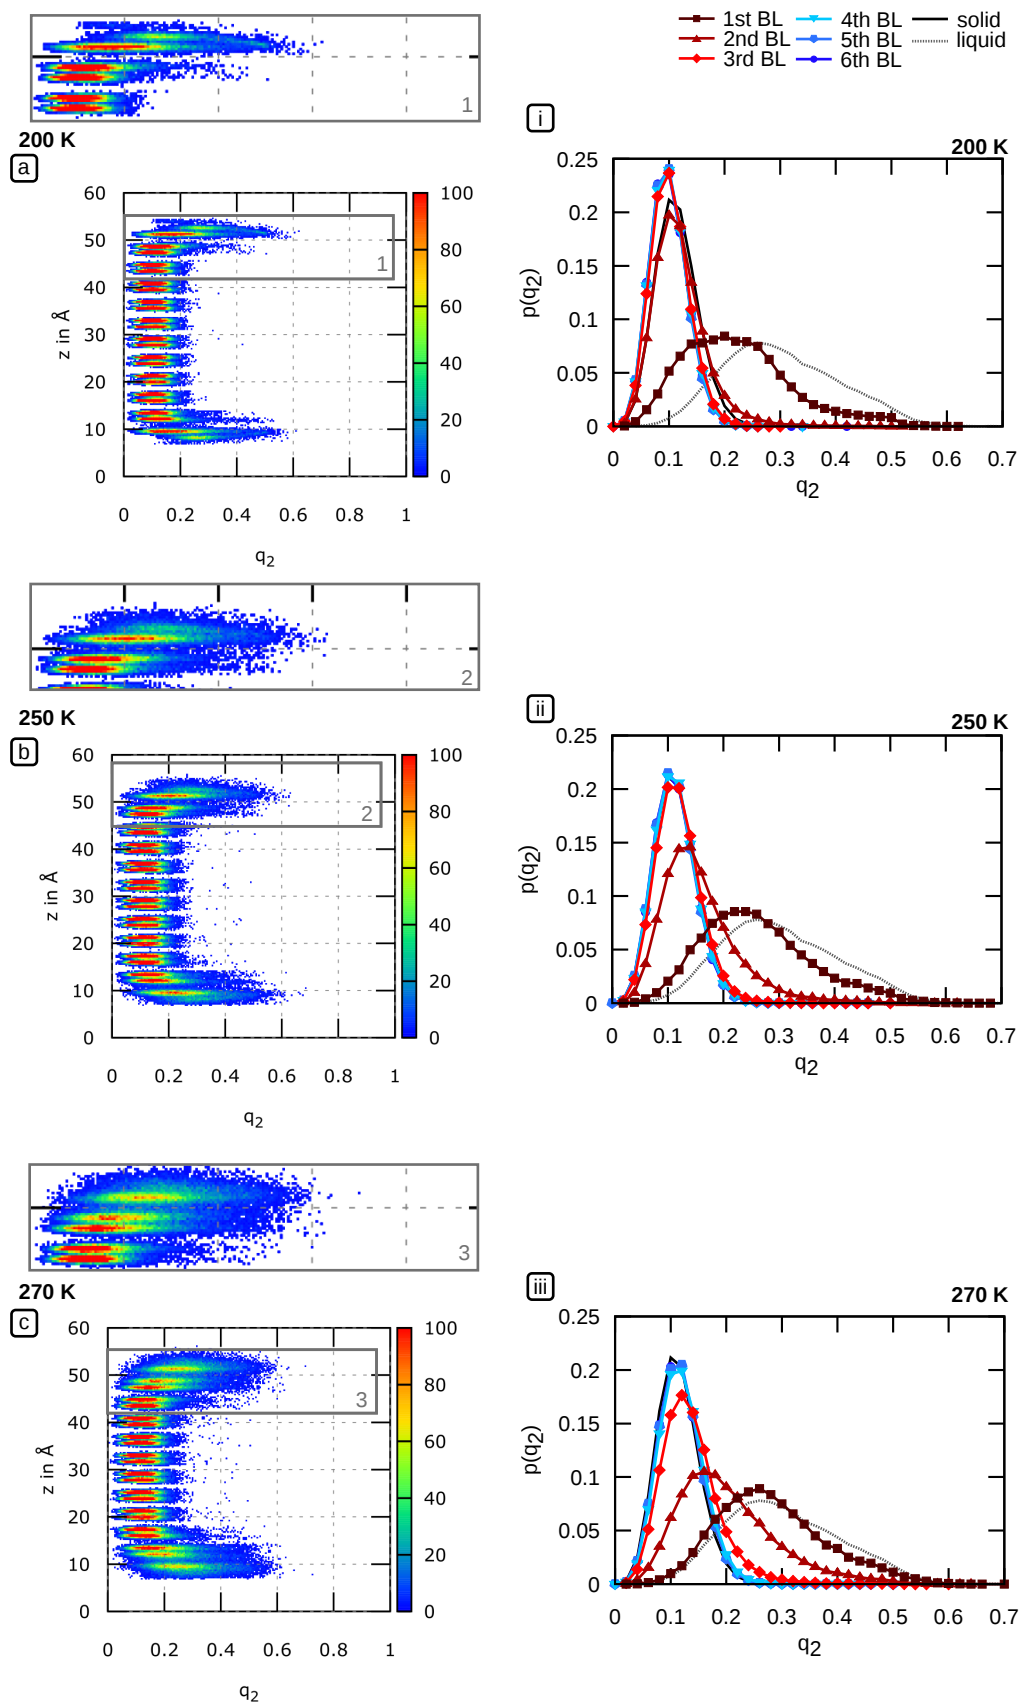 1st BL 4th BL solid
2nd BL 5th BL liquid
3rd BL 6th BL
1
200 K
a
60
50
40
30
20
10
0
z in Å
1
0 0.2 0.4 0.6 0.8 1
q2
100
80
60
40
20
0
i
200 K
0.25
0.2
0.15
0.1
0.05
0
p(q2)
0 0.1 0.2 0.3 0.4 0.5 0.6 0.7
q2
2
250 K
b
60
50
40
30
20
10
0
z in Å
2
0 0.2 0.4 0.6 0.8 1
q2
100
80
60
40
20
0
ii
250 K
0.25
0.2
0.15
0.1
0.05
0
p(q2)
0 0.1 0.2 0.3 0.4 0.5 0.6 0.7
q2
3
270 K
c
60
50
40
30
20
10
0
z in Å
3
0 0.2 0.4 0.6 0.8 1
q2
100
80
60
40
20
0
iii
270 K
0.25
0.2
0.15
0.1
0.05
0
p(q2)
0 0.1 0.2 0.3 0.4 0.5 0.6 0.7
q2